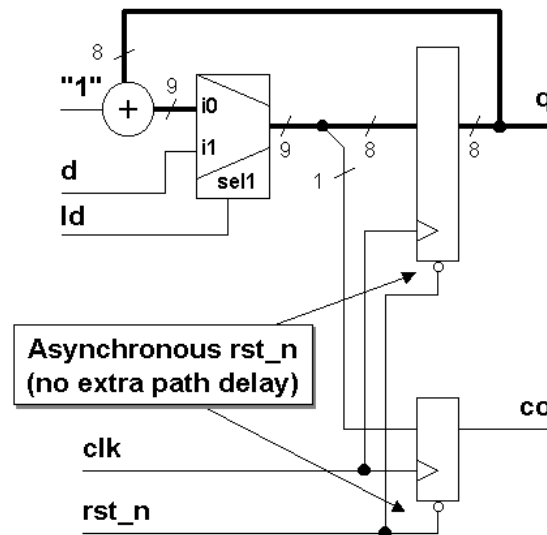 8
"1"
9
+
i0
i1
sel1
d
ld
9
8
8
1
q
Asynchronous rst_n
(no extra path delay)
co
clk
rst_n